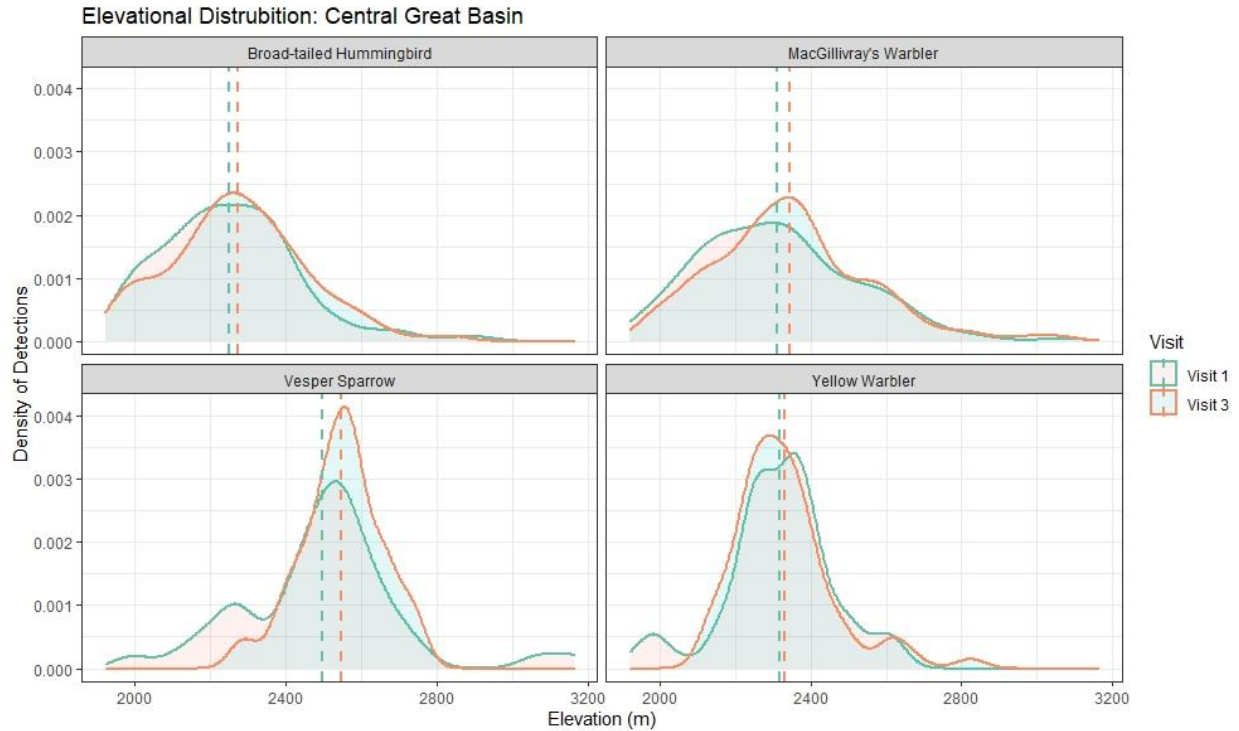 Elevational Distrubition: Central Great Basin
Broad-tailed Hummingbird
MacGillivray's Warbler
0.004
0.003
0.002
0.001
0.000
Vesper Sparrow
Yellow Warbler
0.004
0.003
0.002
0.001
0.000
Density of Detections
2000 2400 2800 3200
2000 2400 2800 3200
Elevation (m)
Visit
Visit 1
Visit 3